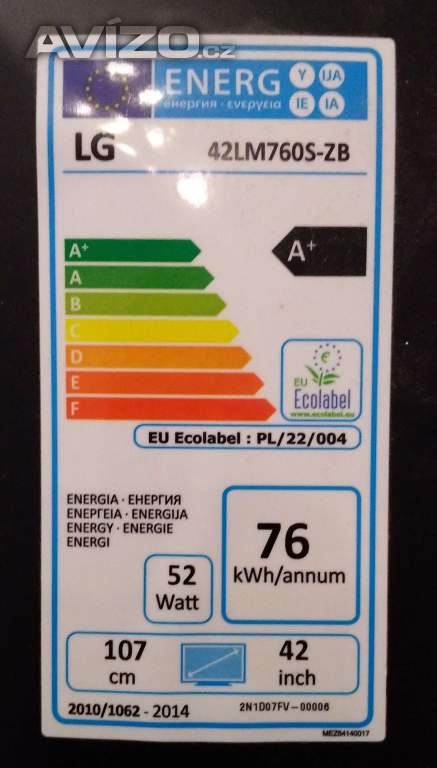 AVÍZO.cz
ENERG Y IJA
енергия · ενεργεια IE IA
LG 42LM760S-ZB
A+ A+
A
B
C
D
E
F
EU
Ecolabel
www.ecolabel.eu
EU Ecolabel : PL/22/004
ENERGIA · ЕНЕРГИЯ
ΕΝΕΡΓΕΙΑ · ENERGIJA
ENERGY · ENERGIE
ENERGI
76
kWh/annum
52
Watt
107
cm
42
inch
2010/1062 - 2014
2N1D07FV-00006
MEZ64140017